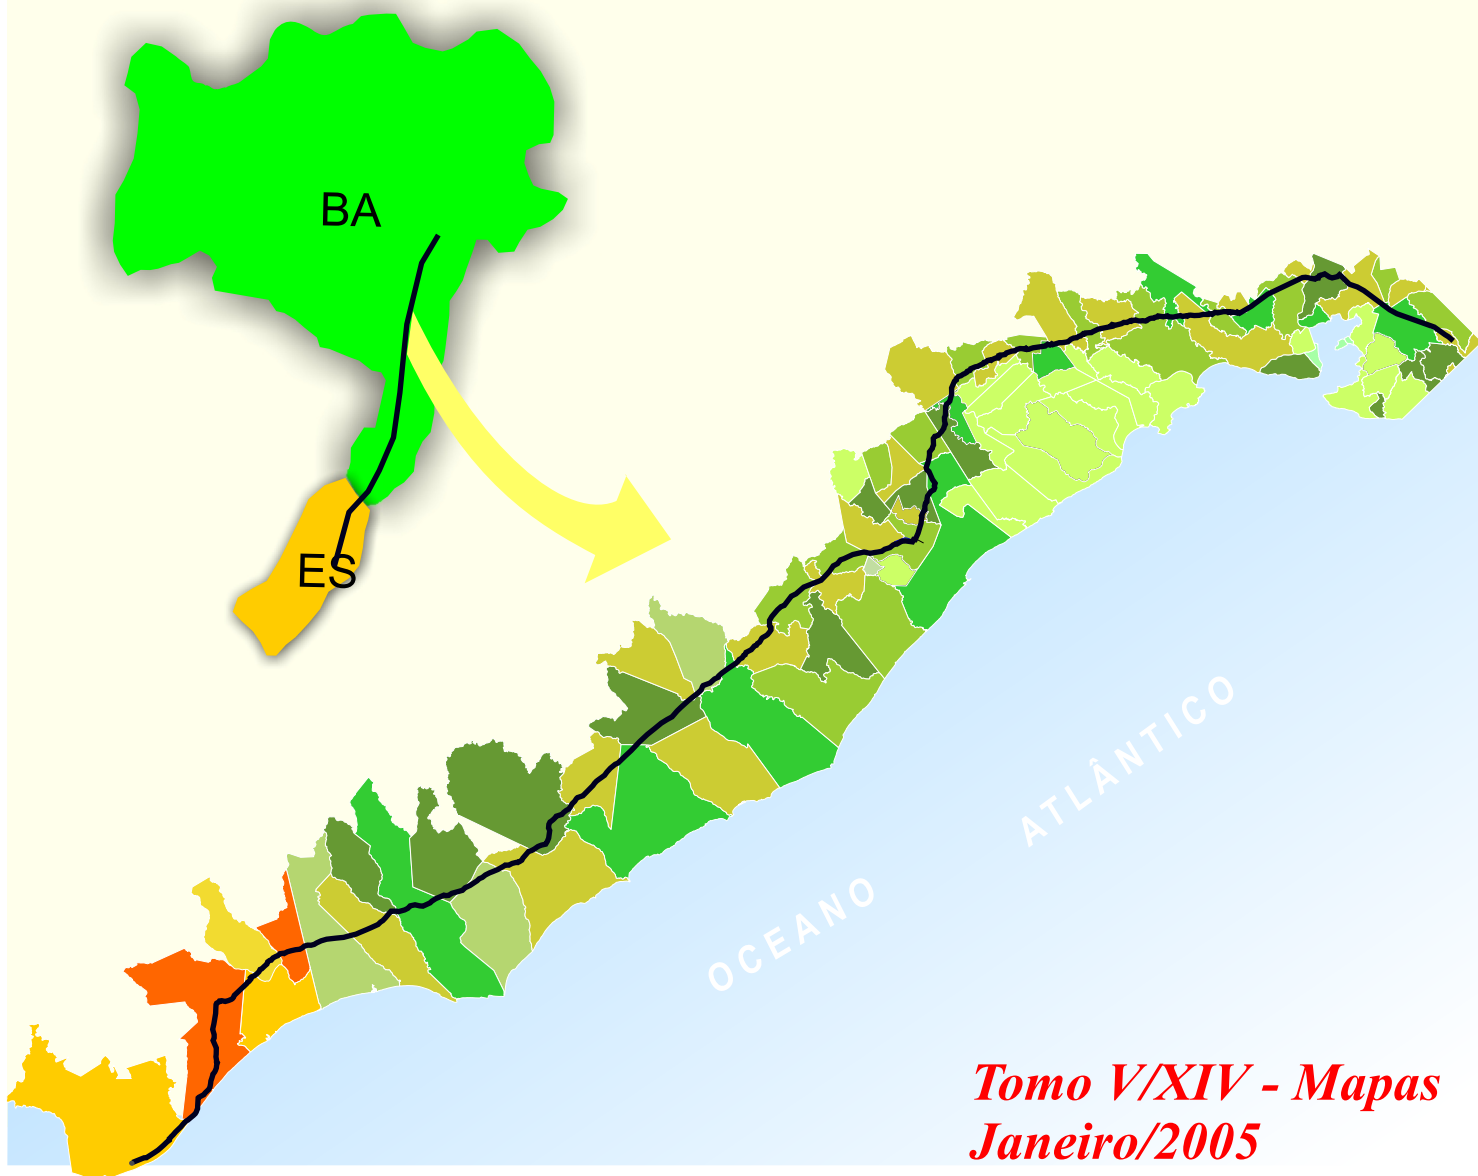 BA
ES
OCEANO
ATLÂNTICO
Tomo V/XIV - Mapas
Janeiro/2005